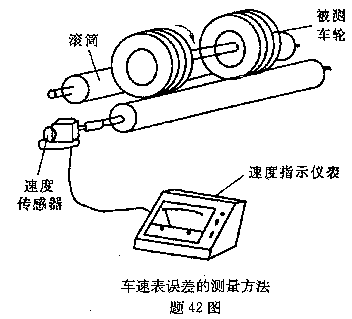 被测
车轮
滚筒
速度
传感器
速度指示仪表
车速表误差的测量方法
题42图